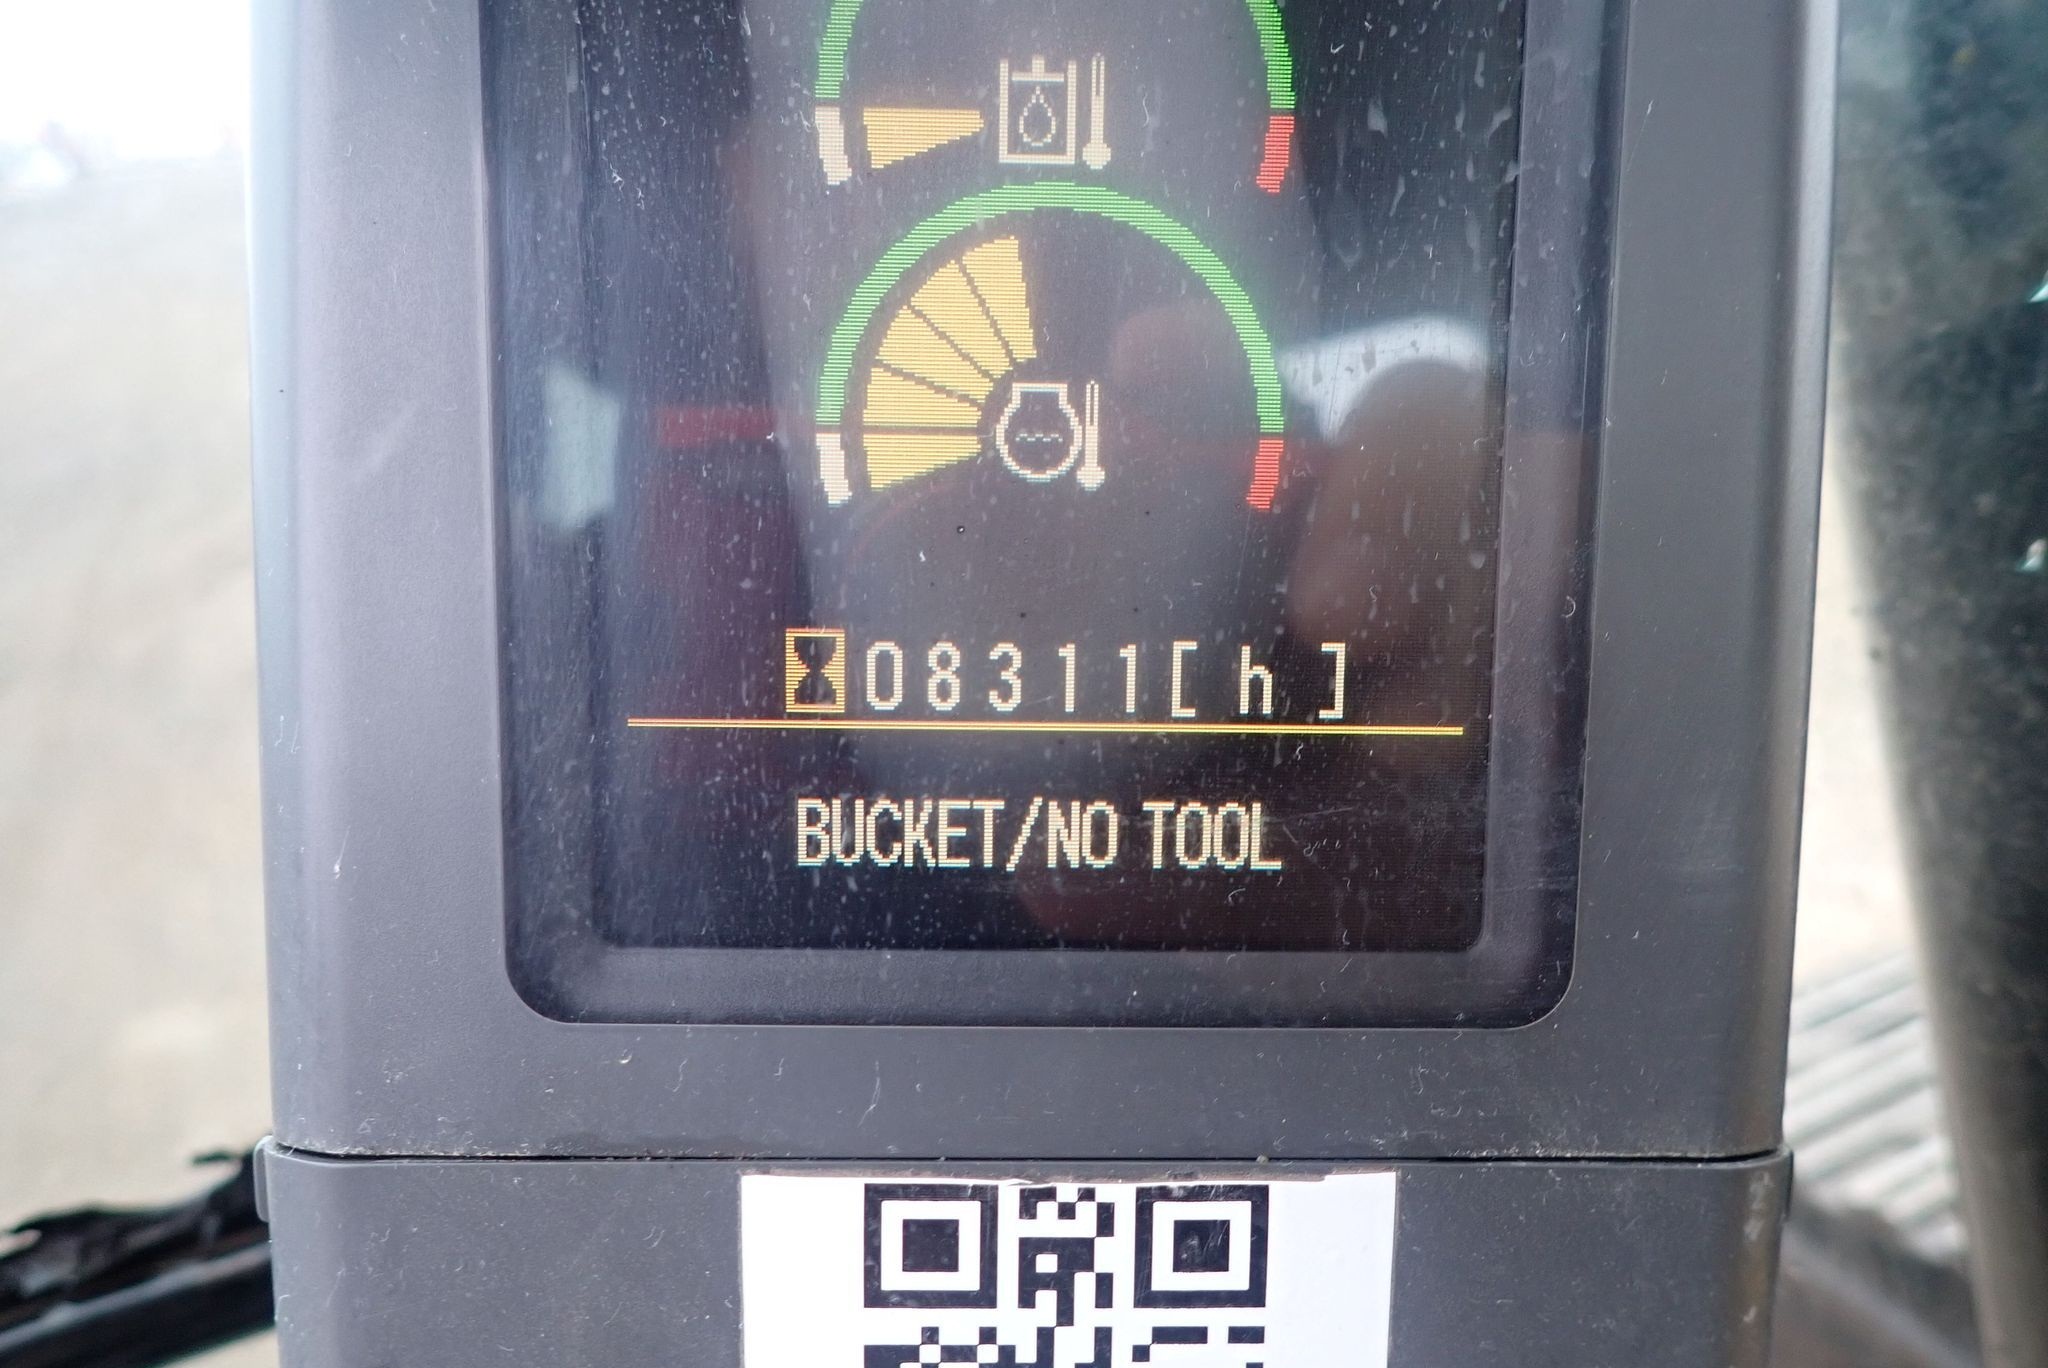 08311[ h ]
BUCKET/NO TOOL